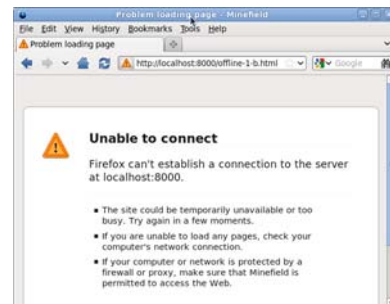 Problem loading page - Minefield
File Edit View History Bookmarks Tools Help
Problem loading page
http://localhost:8000/offline-1-b.html
Google
Unable to connect
Firefox can't establish a connection to the server
at localhost:8000.
The site could be temporarily unavailable or too
busy. Try again in a few moments.
If you are unable to load any pages, check your
computer's network connection.
If your computer or network is protected by a
firewall or proxy, make sure that Minefield is
permitted to access the Web.